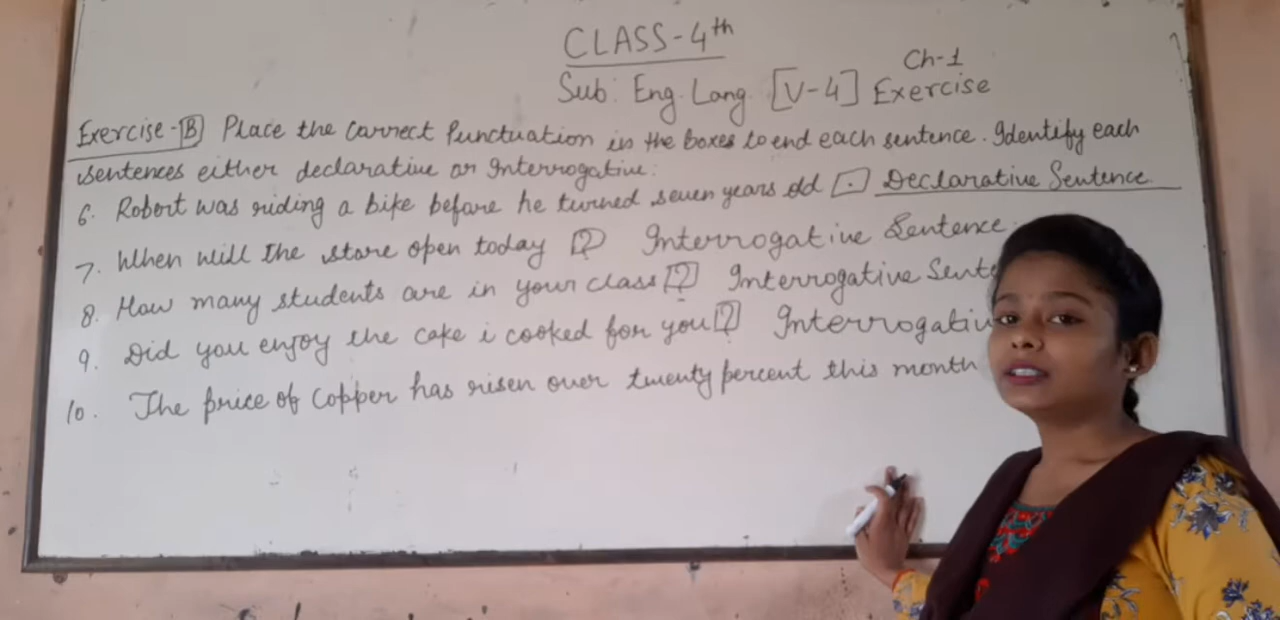 CLASS-4th
Ch-1
Sub: Eng. Lang. [V-4] Exercise
Exercise-[B] Place the Correct Punctuation in the boxes to end each sentence. Identify each
sentences either declarative or Interrogative:
6. Robert was riding a bike before he turned seven years old [.] Declarative Sentence.
7. When will the store open today [?] Interrogative Sentence.
8. How many students are in your class [?] Interrogative Sente
9. Did you enjoy the cake i cooked for you [?] Interrogativ
10. The price of Copper has risen over twenty percent this month